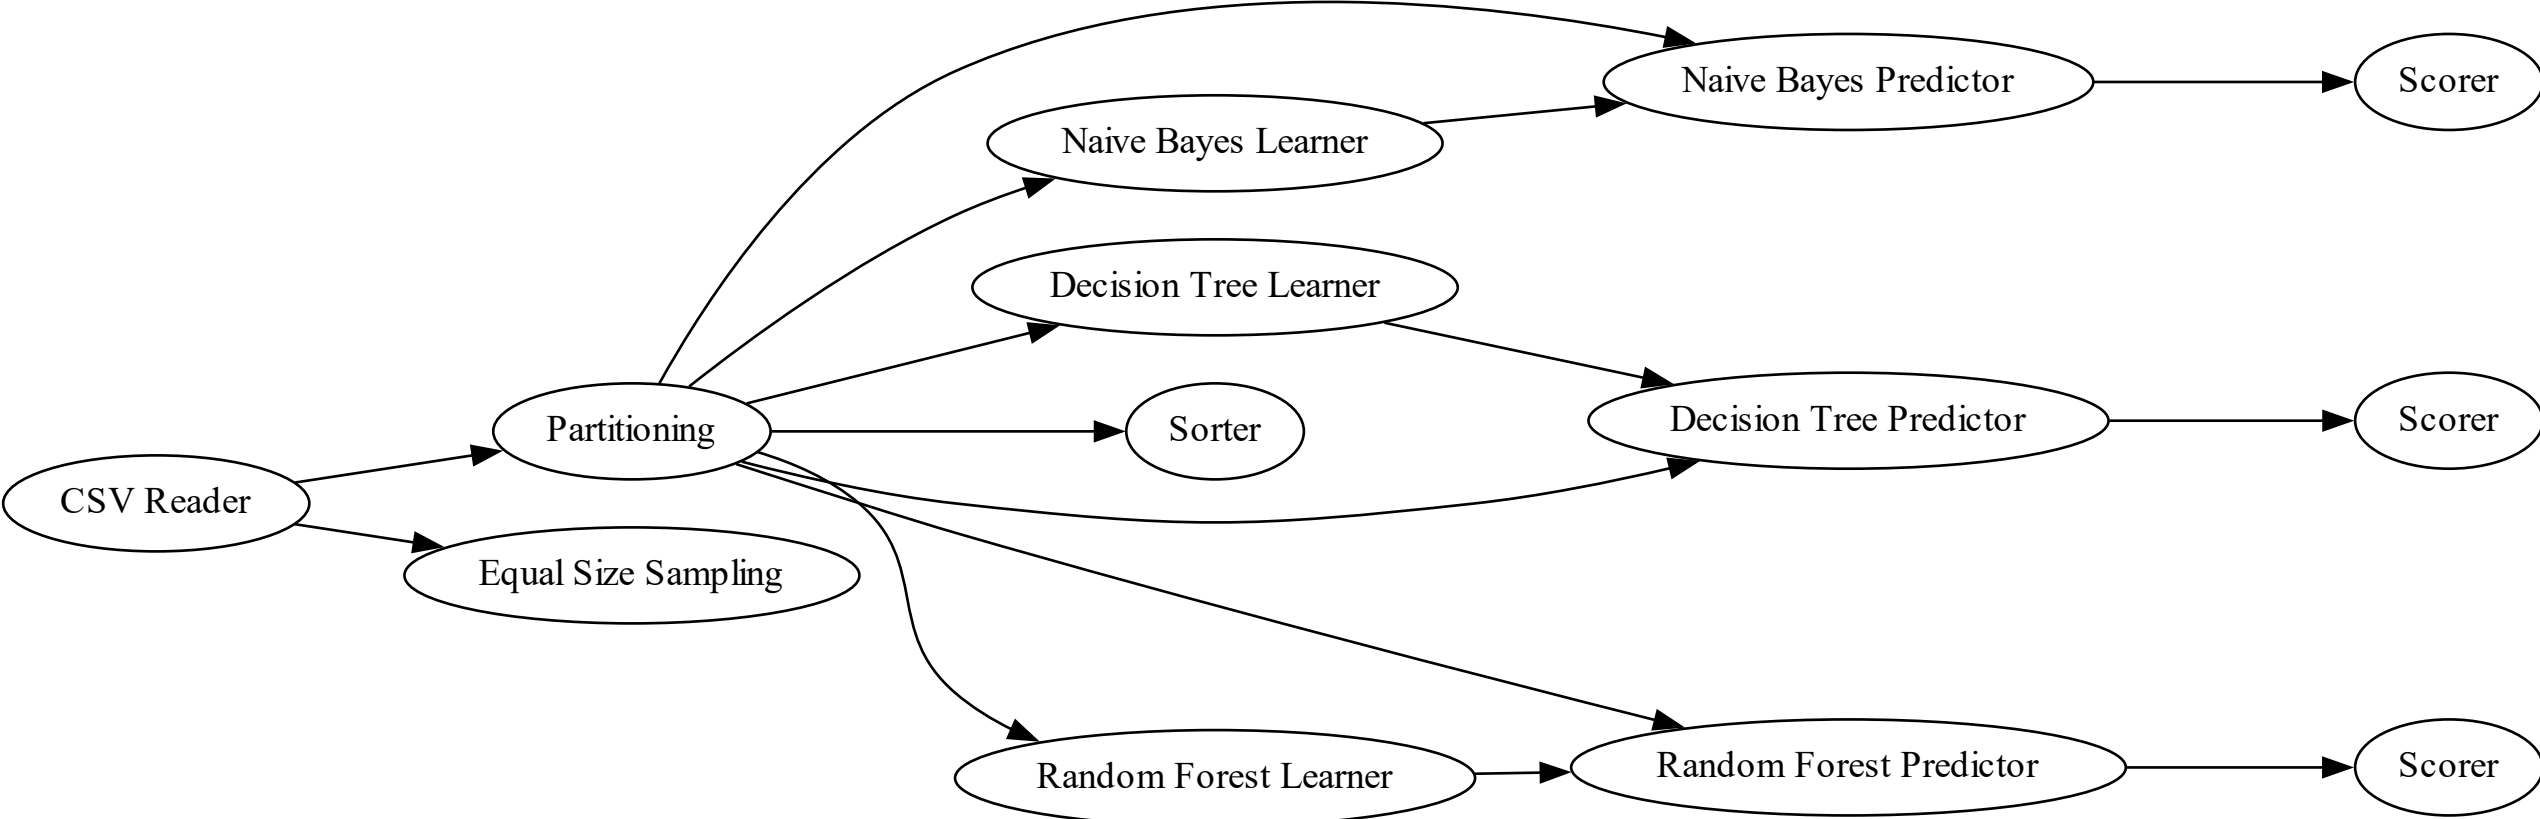 CSV Reader
Partitioning
Equal Size Sampling
Naive Bayes Learner
Decision Tree Learner
Sorter
Random Forest Learner
Naive Bayes Predictor
Decision Tree Predictor
Random Forest Predictor
Scorer
Scorer
Scorer